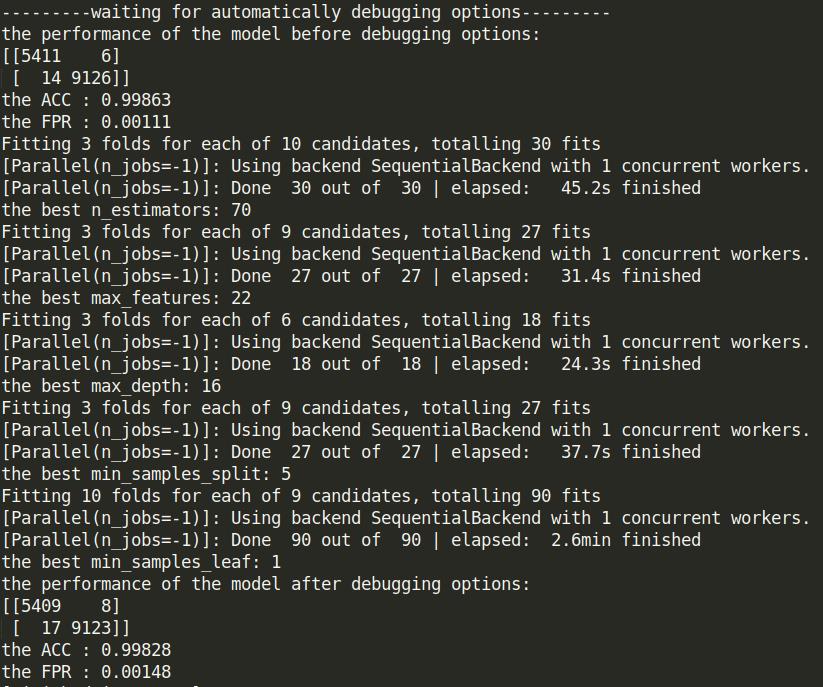 ---------waiting for automatically debugging options---------
the performance of the model before debugging options:
[[5411    6]
 [  14 9126]]
the ACC : 0.99863
the FPR : 0.00111
Fitting 3 folds for each of 10 candidates, totalling 30 fits
[Parallel(n_jobs=-1)]: Using backend SequentialBackend with 1 concurrent workers.
[Parallel(n_jobs=-1)]: Done  30 out of  30 | elapsed:   45.2s finished
the best n_estimators: 70
Fitting 3 folds for each of 9 candidates, totalling 27 fits
[Parallel(n_jobs=-1)]: Using backend SequentialBackend with 1 concurrent workers.
[Parallel(n_jobs=-1)]: Done  27 out of  27 | elapsed:   31.4s finished
the best max_features: 22
Fitting 3 folds for each of 6 candidates, totalling 18 fits
[Parallel(n_jobs=-1)]: Using backend SequentialBackend with 1 concurrent workers.
[Parallel(n_jobs=-1)]: Done  18 out of  18 | elapsed:   24.3s finished
the best max_depth: 16
Fitting 3 folds for each of 9 candidates, totalling 27 fits
[Parallel(n_jobs=-1)]: Using backend SequentialBackend with 1 concurrent workers.
[Parallel(n_jobs=-1)]: Done  27 out of  27 | elapsed:   37.7s finished
the best min_samples_split: 5
Fitting 10 folds for each of 9 candidates, totalling 90 fits
[Parallel(n_jobs=-1)]: Using backend SequentialBackend with 1 concurrent workers.
[Parallel(n_jobs=-1)]: Done  90 out of  90 | elapsed:  2.6min finished
the best min_samples_leaf: 1
the performance of the model after debugging options:
[[5409    8]
 [  17 9123]]
the ACC : 0.99828
the FPR : 0.00148